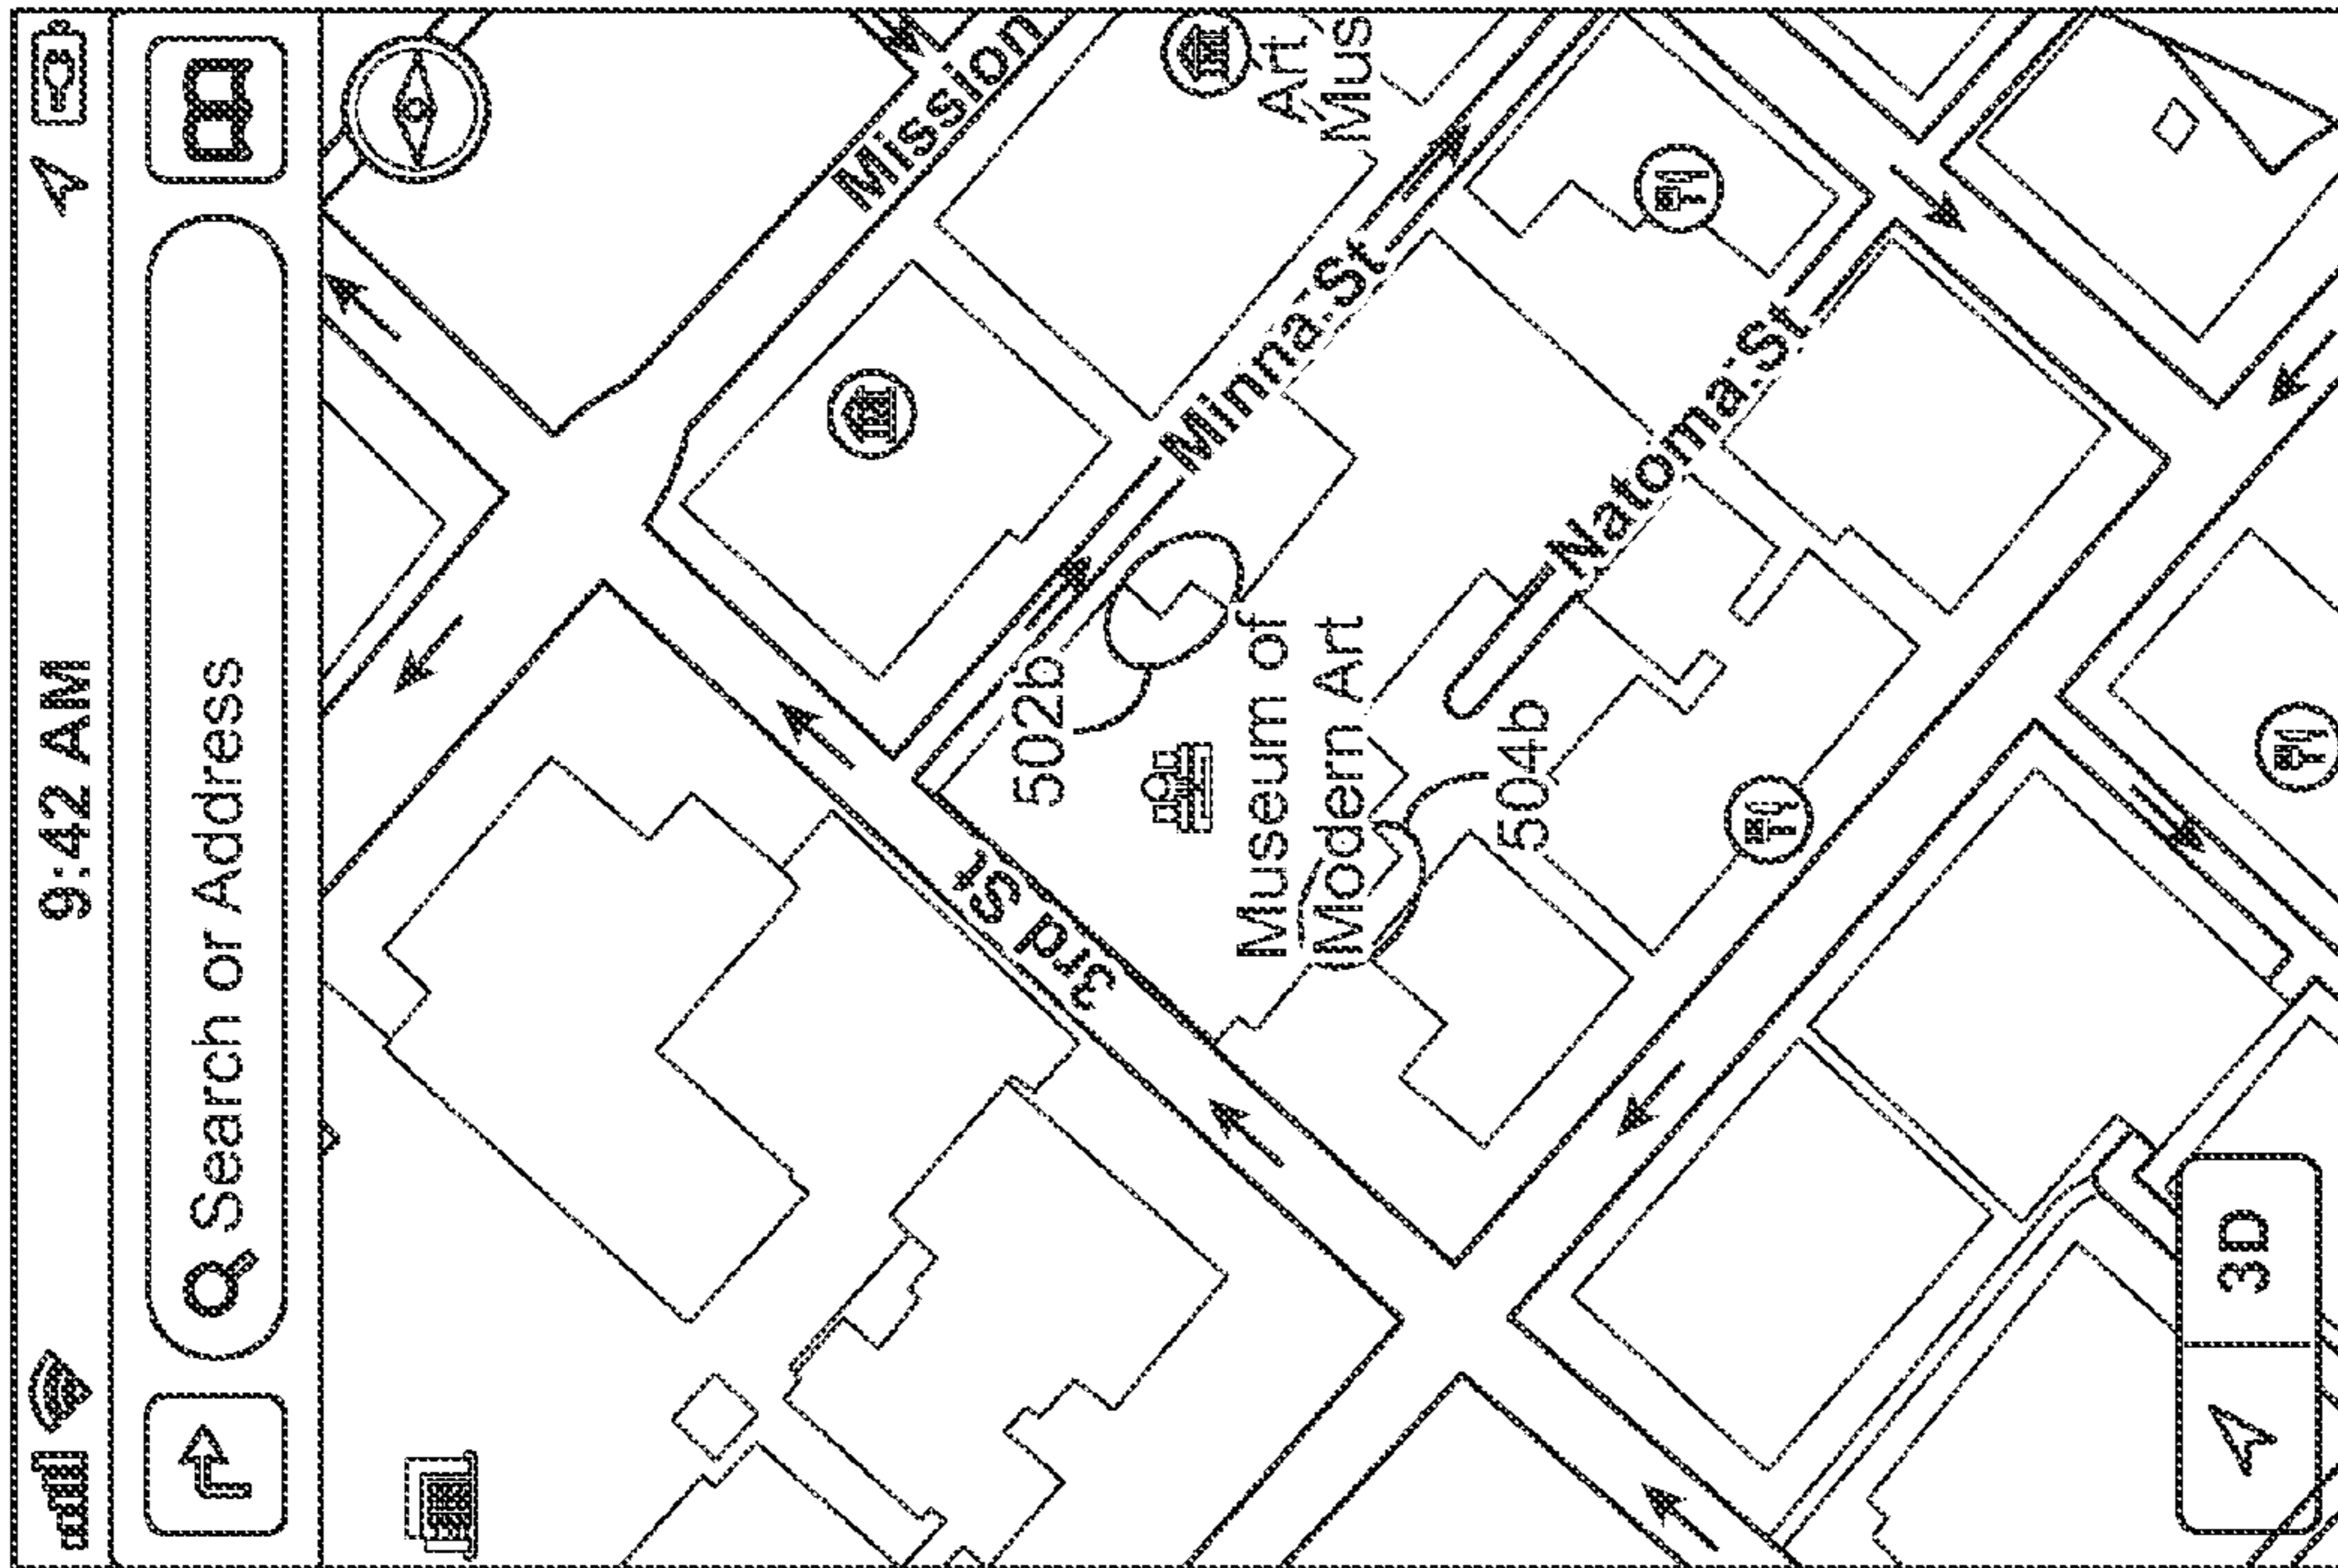 9:42 AM
Search or Address
Mission
Art
Mus
Minna St
Natoma St
502b
3rd St
Museum of
Modern Art
504b
3D